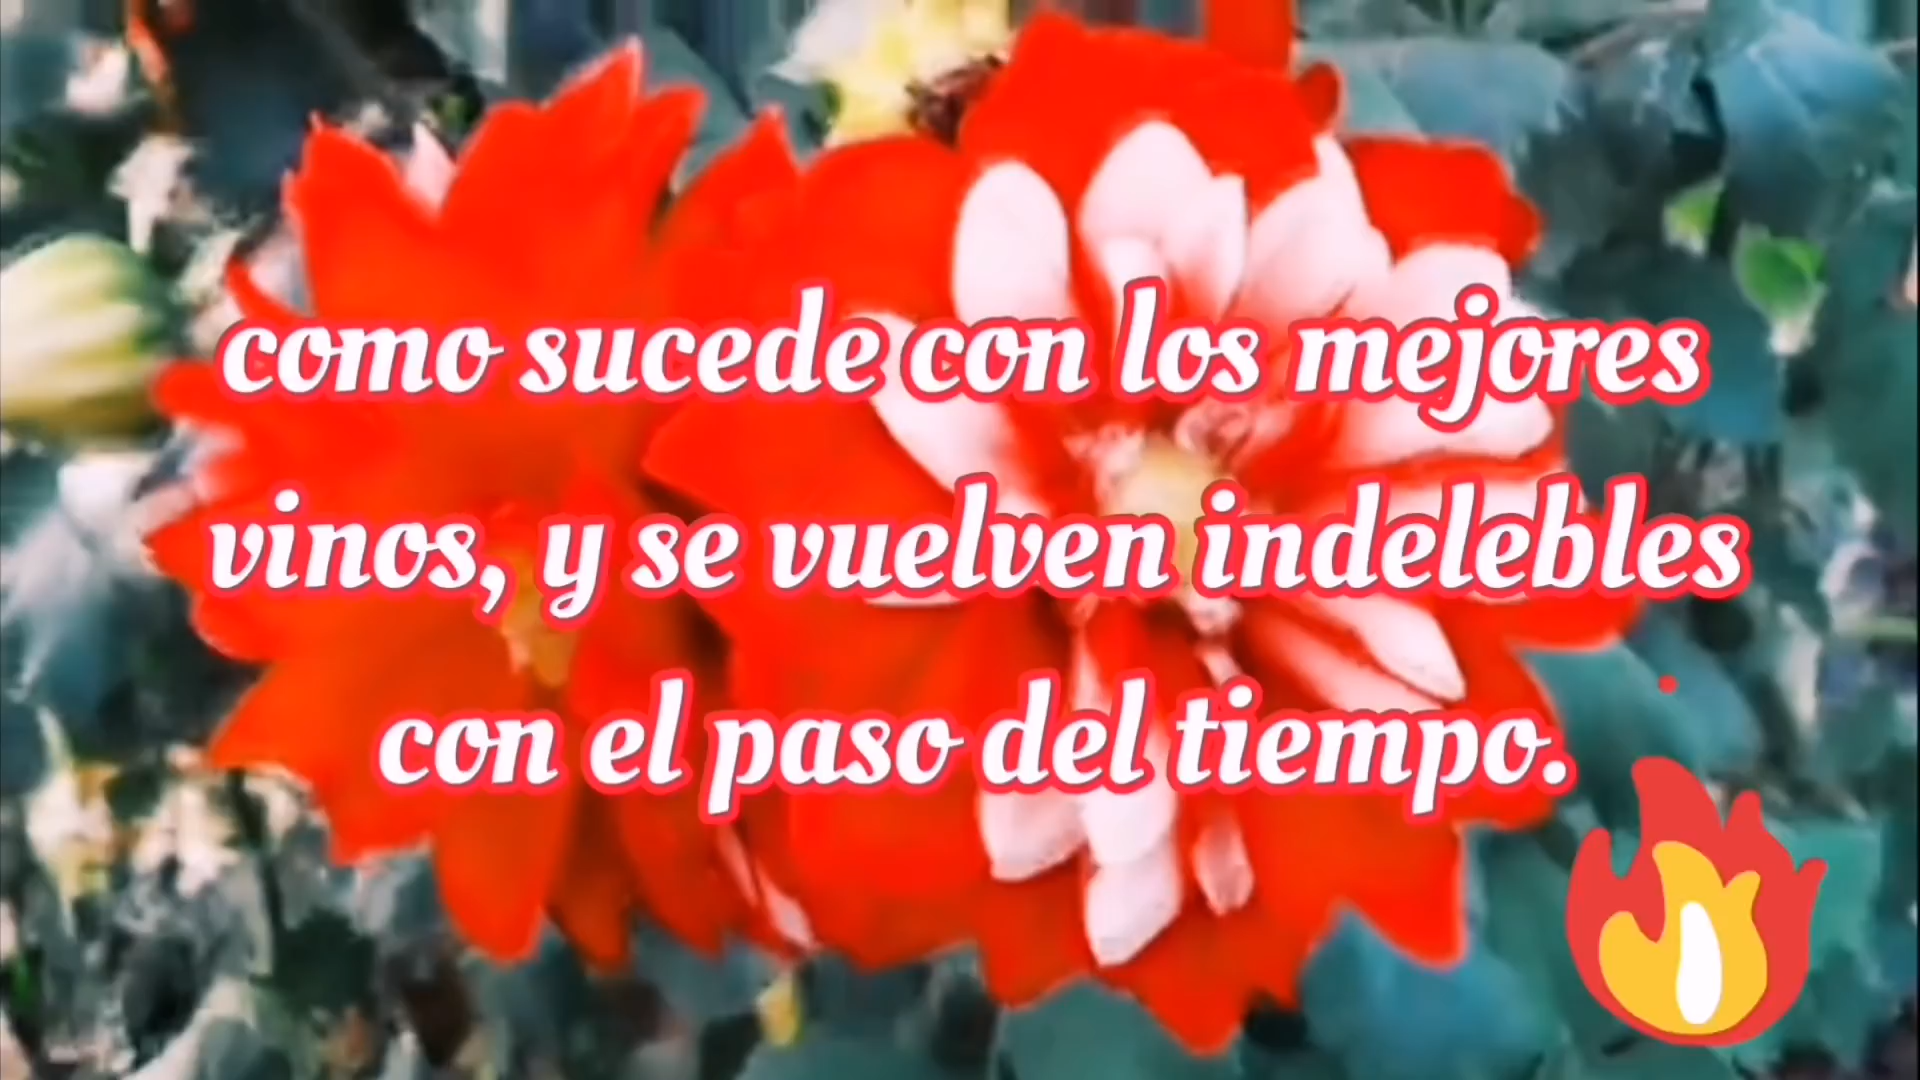 como sucede con los mejores
vinos, y se vuelven indelebles
con el paso del tiempo.